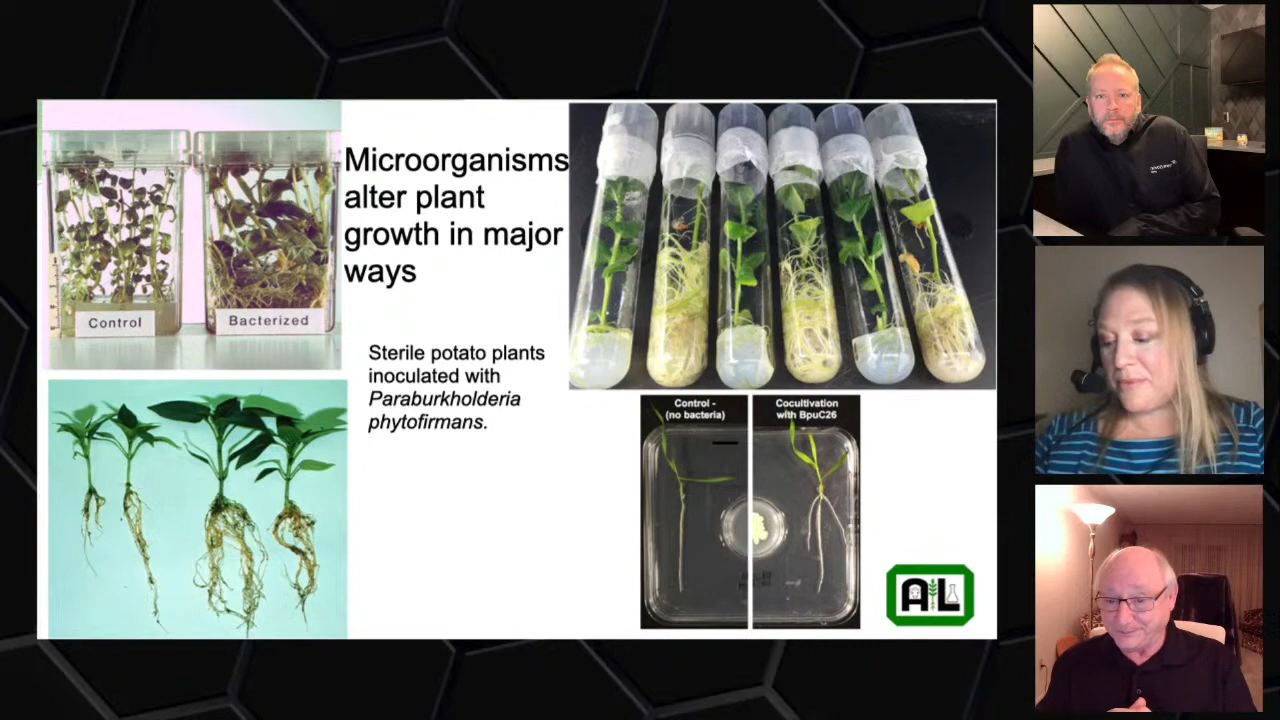 Microorganisms
alter plant
growth in major
ways
Control
Bacterized
Sterile potato plants
inoculated with
Paraburkholderia
phytofirmans.
Control -
(no bacteria)
Cocultivation
with BpuC26
A L